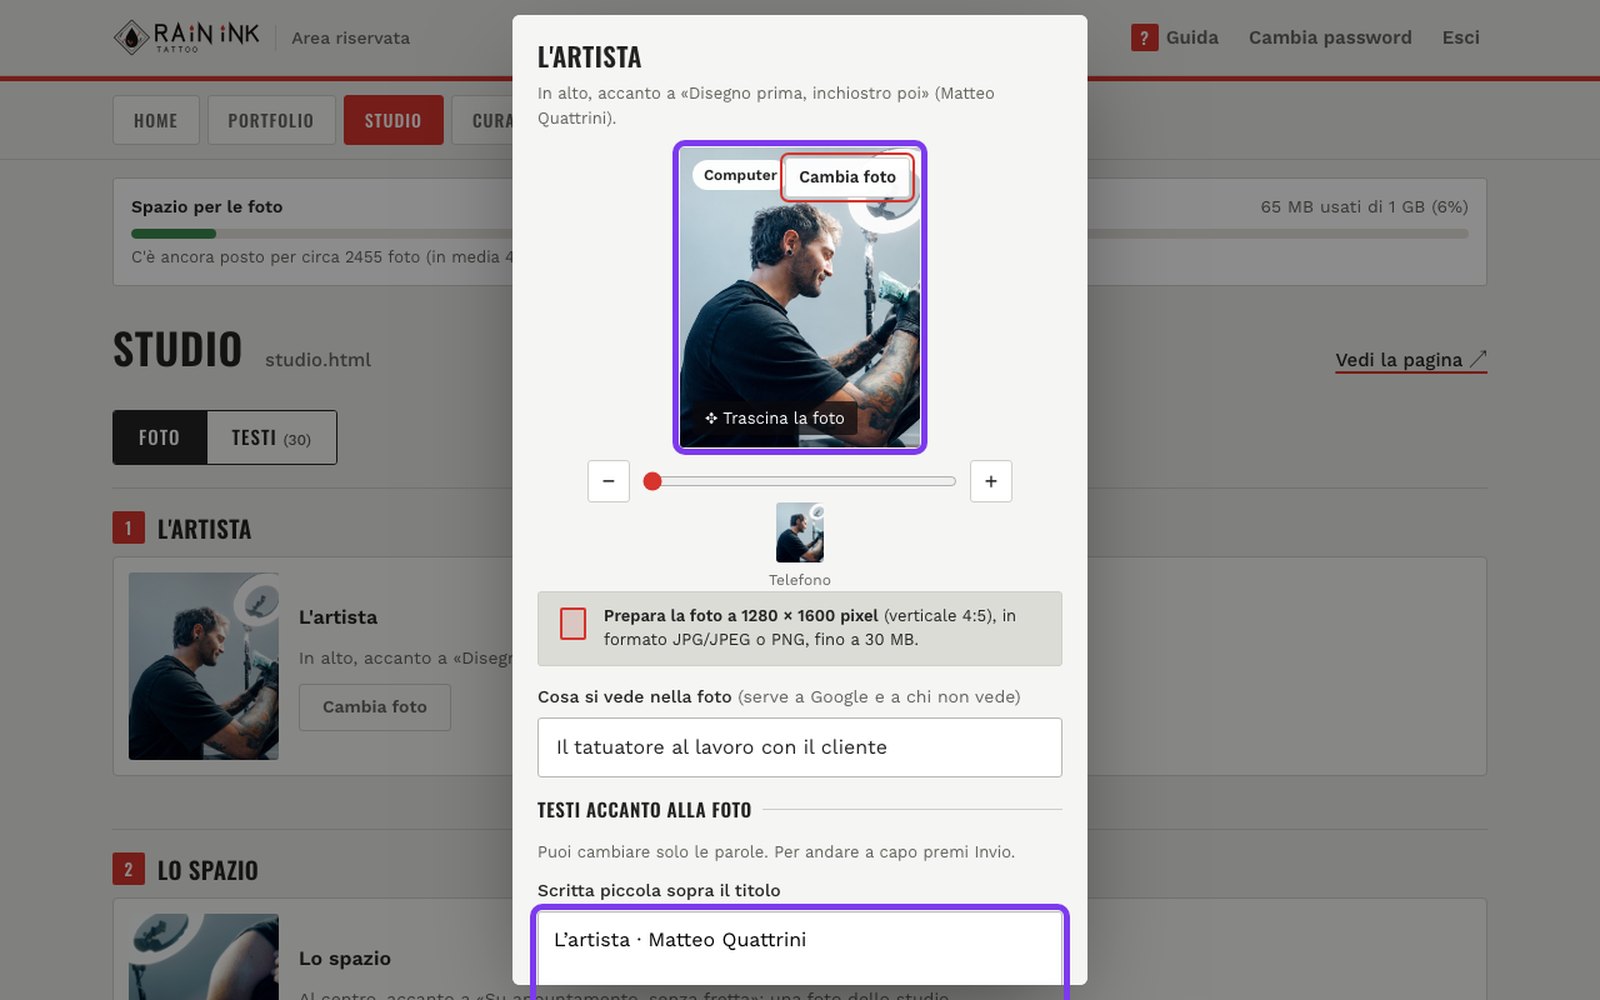 RAiN iNK
TATTOO
Area riservata
? Guida
Cambia password
Esci
HOME
PORTFOLIO
STUDIO
CURA
Spazio per le foto
65 MB usati di 1 GB (6%)
C'è ancora posto per circa 2455 foto (in media 4
STUDIO
studio.html
Vedi la pagina
FOTO
TESTI (30)
1 L'ARTISTA
L'artista
In alto, accanto a «Disegn
Cambia foto
2 LO SPAZIO
Lo spazio
Al centro, accanto a «Su appuntamento, senza fretta»: una foto dello studio
L'ARTISTA
In alto, accanto a «Disegno prima, inchiostro poi» (Matteo
Quattrini).
Computer
Cambia foto
Trascina la foto
−
+
Telefono
Prepara la foto a 1280 × 1600 pixel (verticale 4:5), in
formato JPG/JPEG o PNG, fino a 30 MB.
Cosa si vede nella foto (serve a Google e a chi non vede)
Il tatuatore al lavoro con il cliente
TESTI ACCANTO ALLA FOTO
Puoi cambiare solo le parole. Per andare a capo premi Invio.
Scritta piccola sopra il titolo
L’artista · Matteo Quattrini